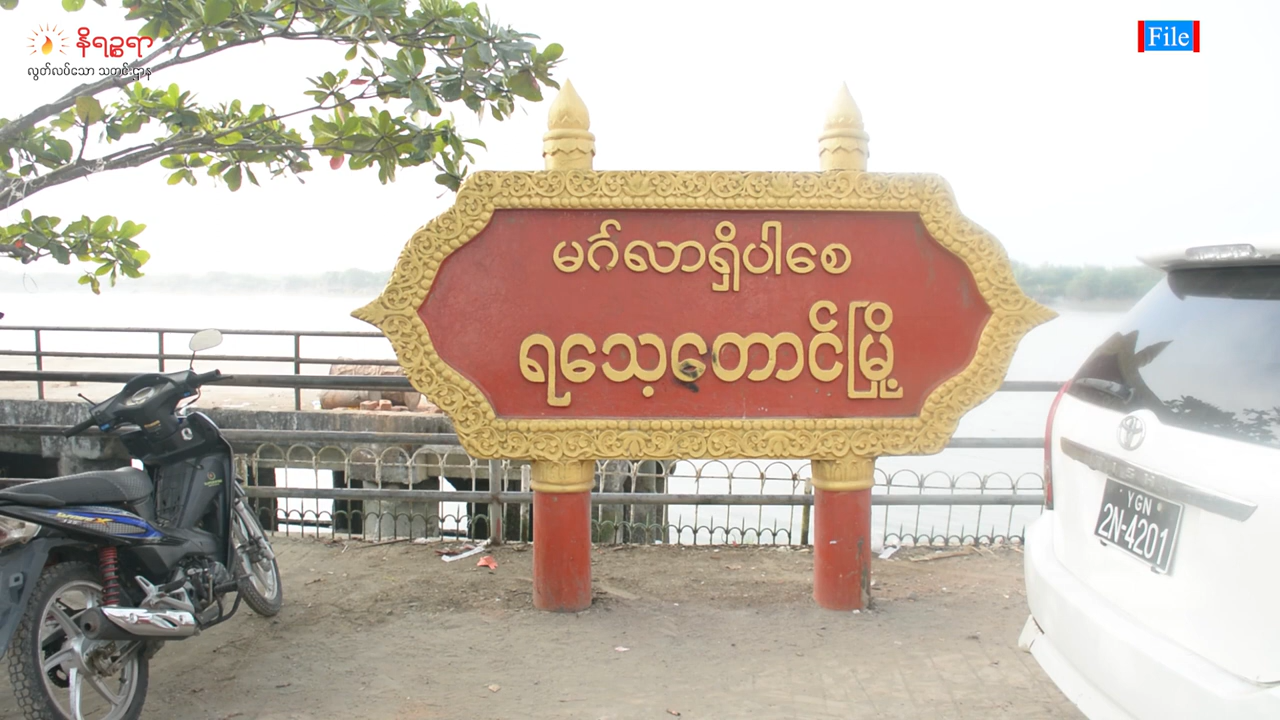 နိရဉ္စရာ
လွတ်လပ်သော သတင်းဌာန
File
မင်္ဂလာရှိပါစေ
ရသေ့တောင်မြို့
YGN
2N-4201
WISH